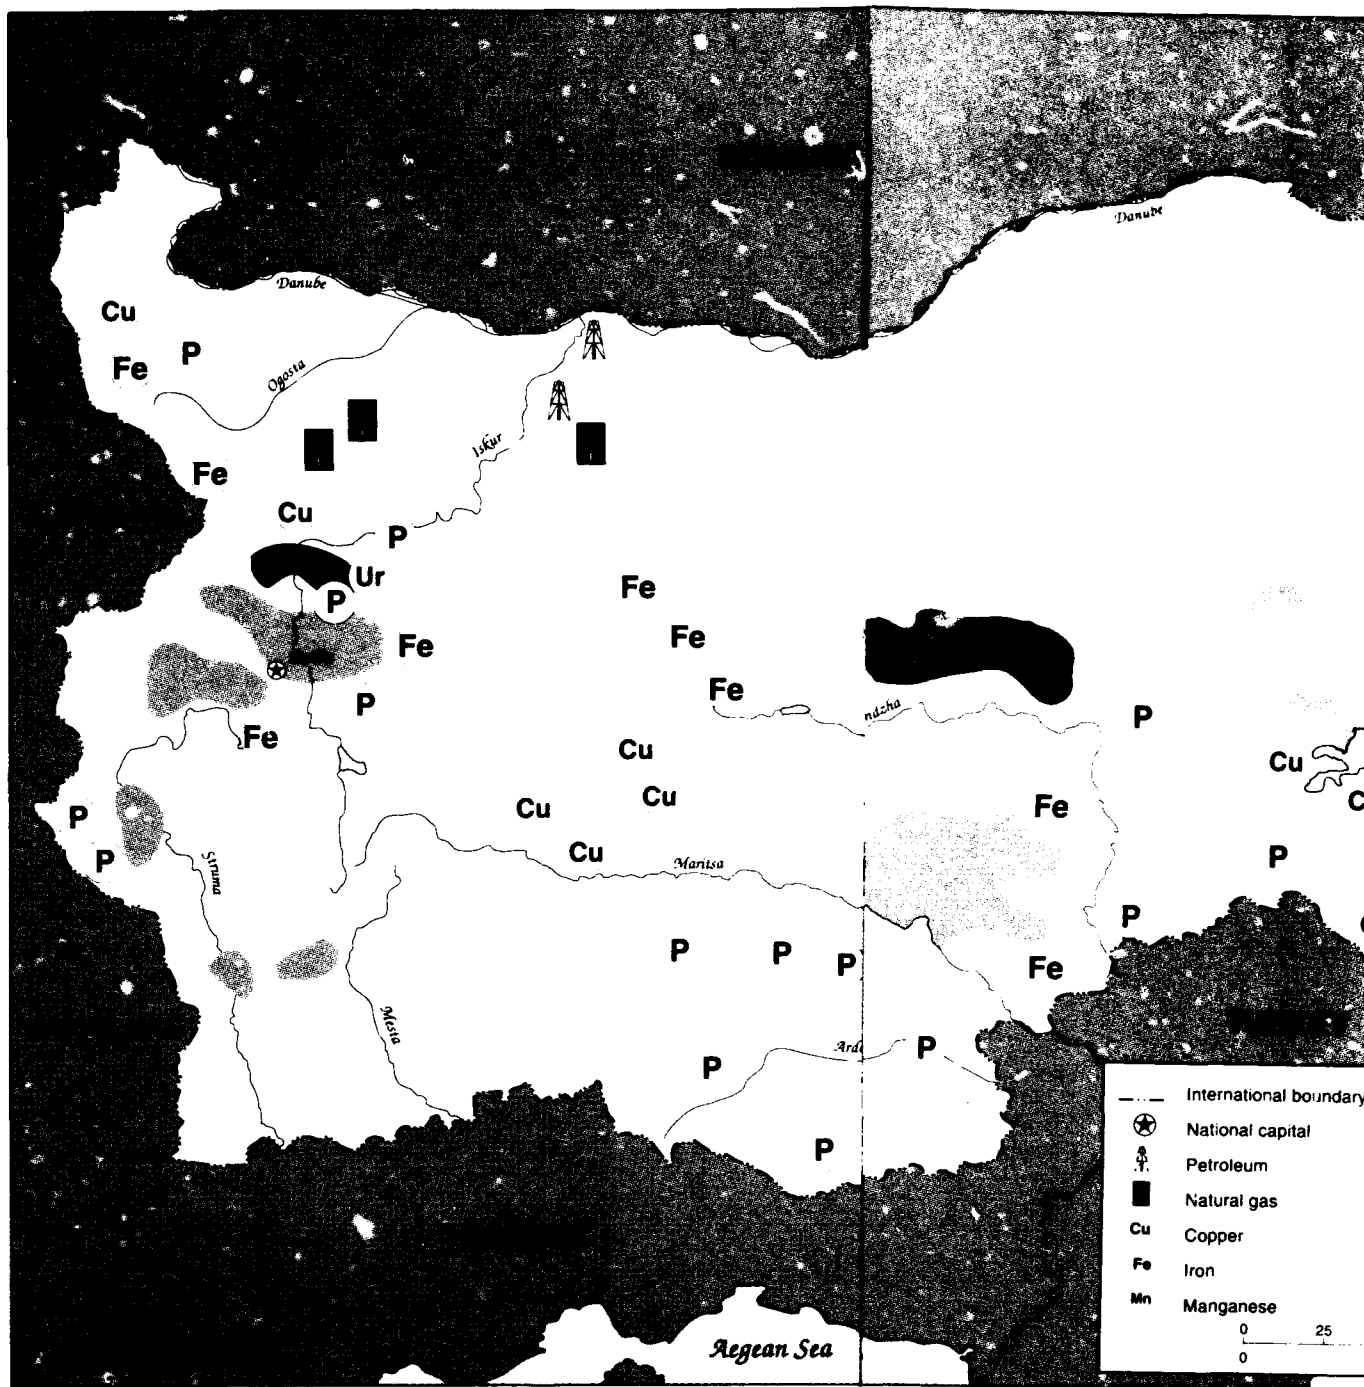 Danube
Danube
Cu
P
Fe
Ogosta
Iskur
Fe
Cu
P
Ur
P
Fe
Fe
Fe
P
Fe
Fe
ndzha
P
Cu
Cu
Cu
Cu
Cu
Fe
P
P
P
Struma
Maritsa
P
P
P
P
P
Fe
Mesta
P
Ard
P
P
International boundary
National capital
Petroleum
Natural gas
Cu Copper
Fe Iron
Mn Manganese
0 25
0
Aegean Sea